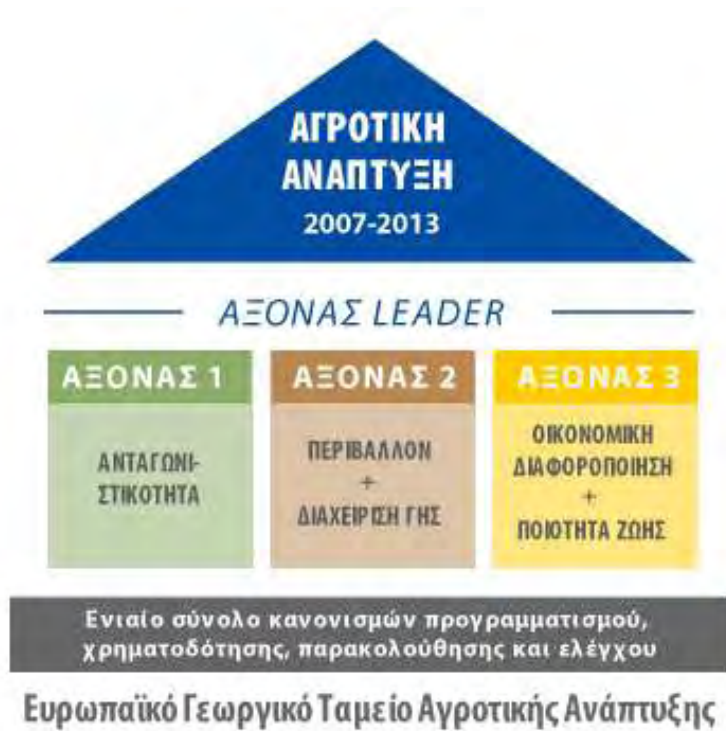 ΑΓΡΟΤΙΚΗ
ΑΝΑΠΤΥΞΗ
2007-2013
ΑΞΟΝΑΣ LEADER
ΑΞΟΝΑΣ 1
ΑΝΤΑΓΩΝΙ-
ΣΤΙΚΟΤΗΤΑ
ΑΞΟΝΑΣ 2
ΠΕΡΙΒΑΛΛΟΝ
+
ΔΙΑΧΕΙΡΙΣΗ ΓΗΣ
ΑΞΟΝΑΣ 3
ΟΙΚΟΝΟΜΙΚΗ
ΔΙΑΦΟΡΟΠΟΙΗΣΗ
+
ΠΟΙΟΤΗΤΑ ΖΩΗΣ
Ενιαίο σύνολο κανονισμών προγραμματισμού,
χρηματοδότησης, παρακολούθησης και ελέγχου
Ευρωπαϊκό Γεωργικό Ταμείο Αγροτικής Ανάπτυξης